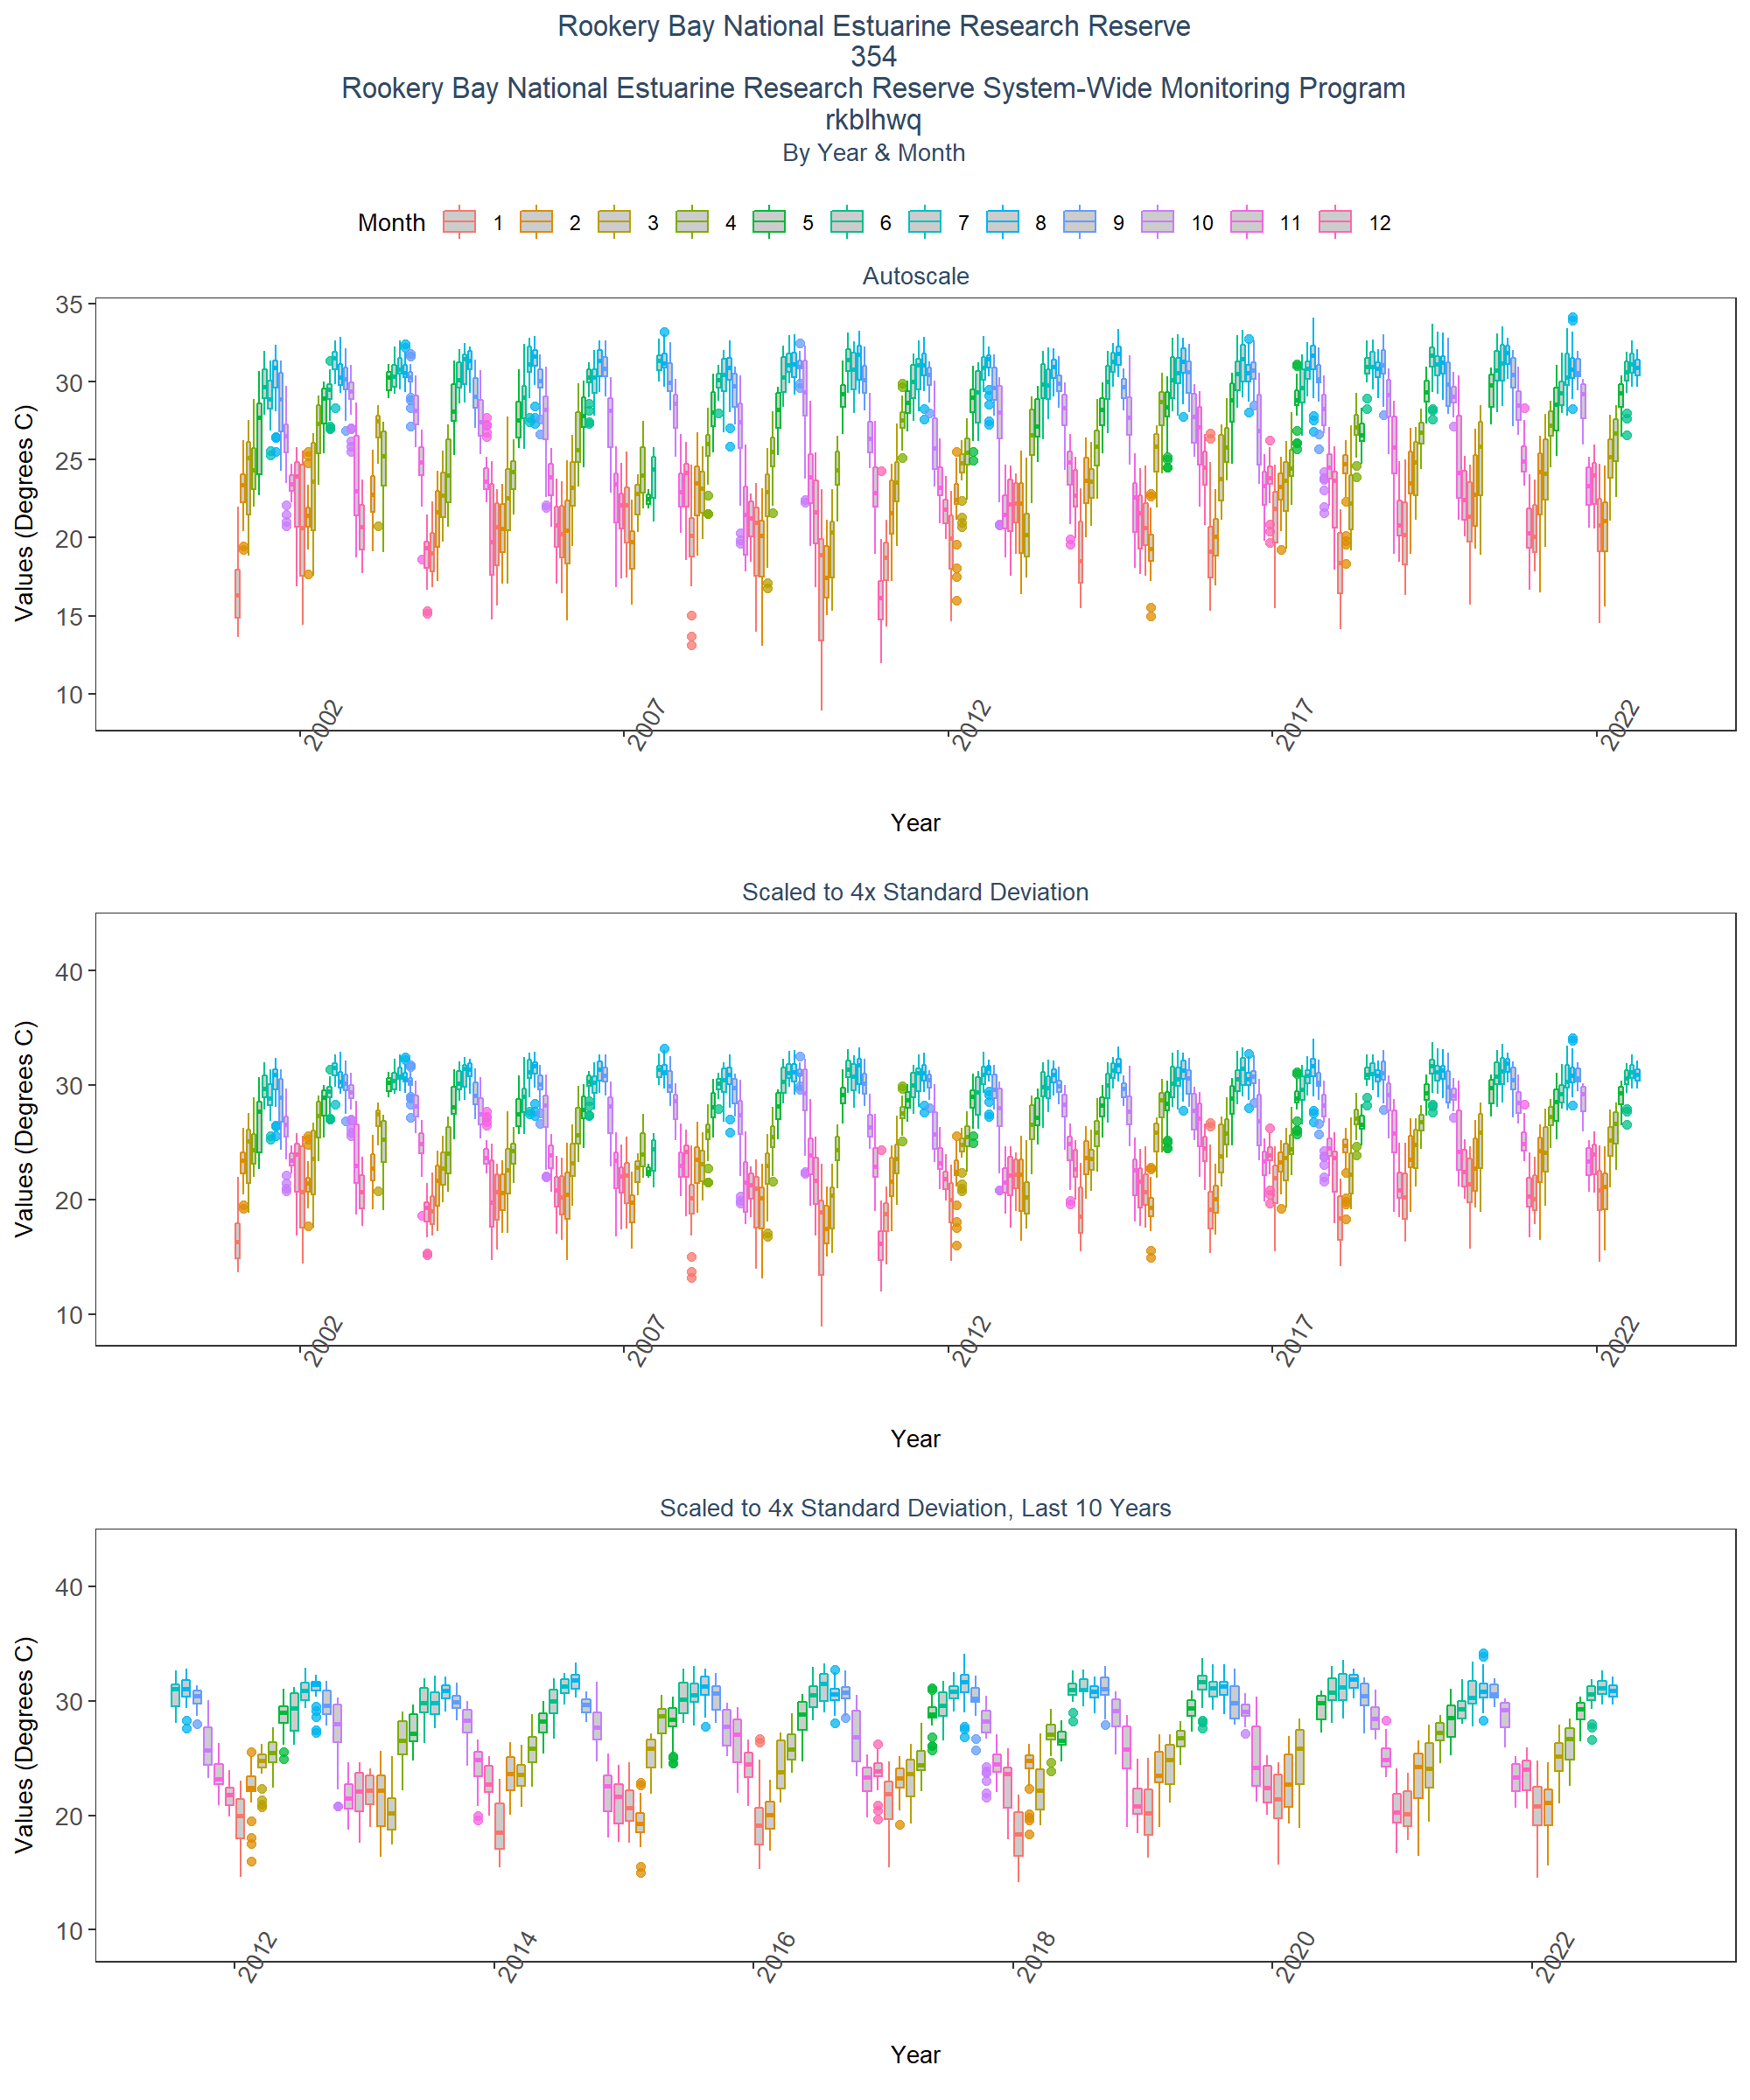 Rookery Bay National Estuarine Research Reserve
354
Rookery Bay National Estuarine Research Reserve System-Wide Monitoring Program
rkblhwq
By Year & Month
Month 1 2 3 4 5 6 7 8 9 10 11 12
Autoscale
35
30
25
20
15
10
Values (Degrees C)
2002 2007 2012 2017 2022
Year
Scaled to 4x Standard Deviation
40
30
20
10
Values (Degrees C)
2002 2007 2012 2017 2022
Year
Scaled to 4x Standard Deviation, Last 10 Years
40
30
20
10
Values (Degrees C)
2012 2014 2016 2018 2020 2022
Year